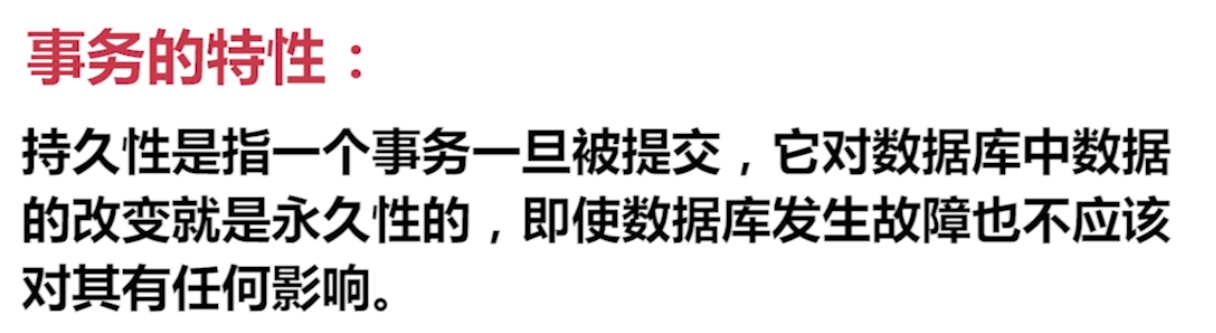 事务的特性：
持久性是指一个事务一旦被提交，它对数据库中数据
的改变就是永久性的，即使数据库发生故障也不应该
对其有任何影响。